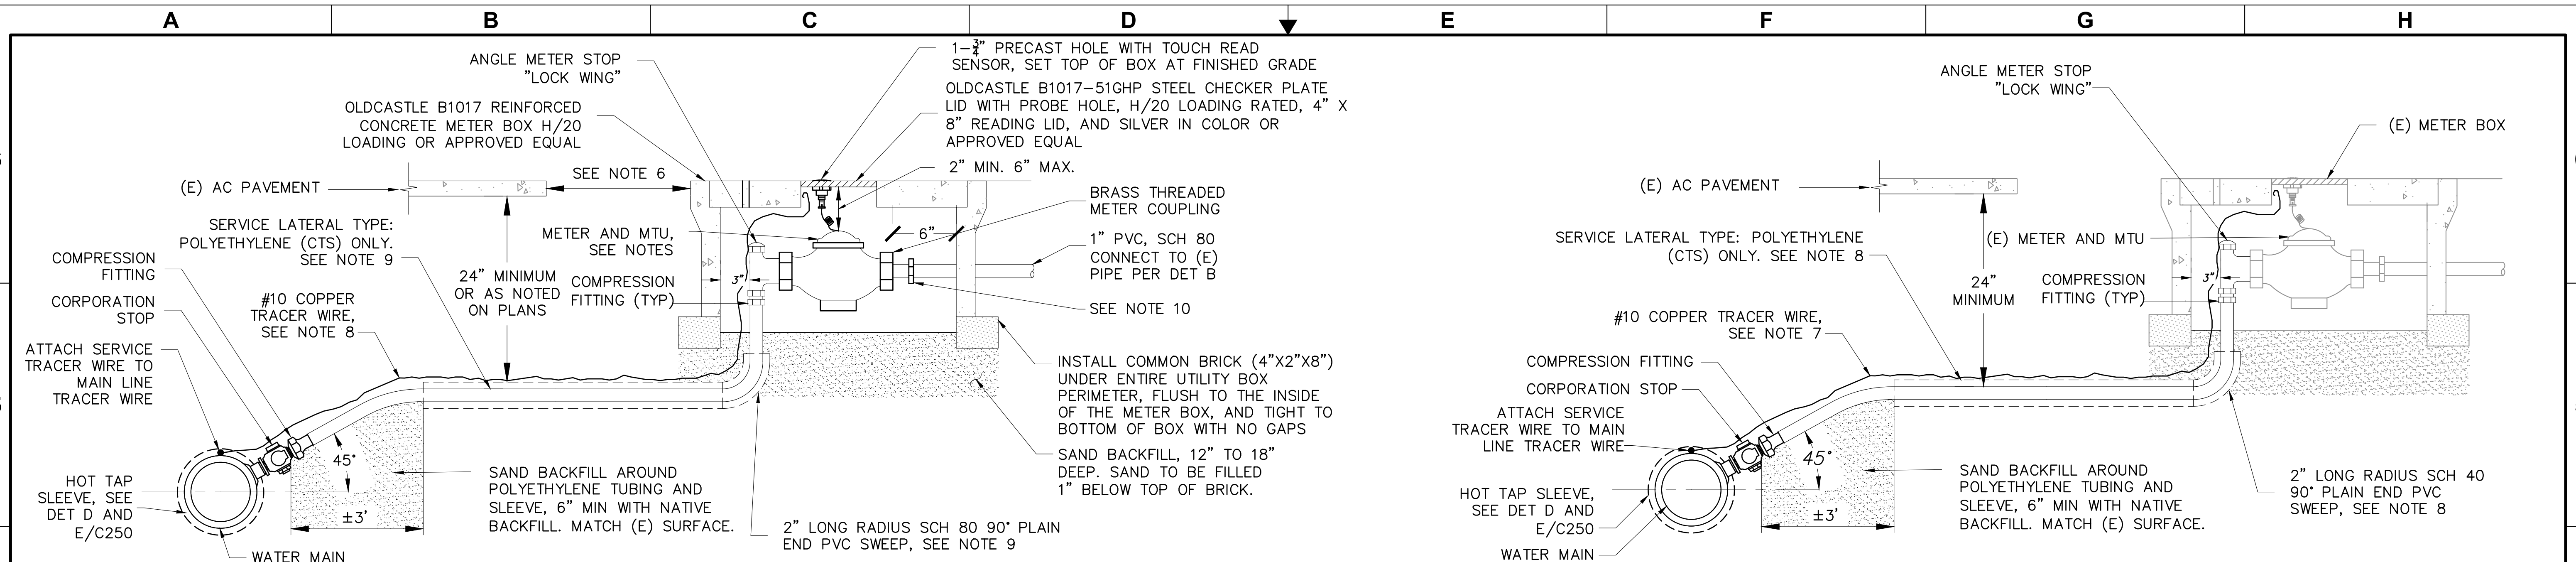 A B C D E F G H
ANGLE METER STOP
"LOCK WING"
1-3/4" PRECAST HOLE WITH TOUCH READ
SENSOR, SET TOP OF BOX AT FINISHED GRADE
OLDCASTLE B1017 REINFORCED
CONCRETE METER BOX H/20
LOADING OR APPROVED EQUAL
OLDCASTLE B1017-51GHP STEEL CHECKER PLATE
LID WITH PROBE HOLE, H/20 LOADING RATED, 4" X
8" READING LID, AND SILVER IN COLOR OR
APPROVED EQUAL
2" MIN. 6" MAX.
SEE NOTE 6
(E) AC PAVEMENT
BRASS THREADED
METER COUPLING
SERVICE LATERAL TYPE:
POLYETHYLENE (CTS) ONLY.
SEE NOTE 9
METER AND MTU,
SEE NOTES
6"
1" PVC, SCH 80
CONNECT TO (E)
PIPE PER DET B
COMPRESSION
FITTING
24" MINIMUM
OR AS NOTED
ON PLANS
COMPRESSION
FITTING (TYP)
3"
CORPORATION
STOP
#10 COPPER
TRACER WIRE,
SEE NOTE 8
SEE NOTE 10
ATTACH SERVICE
TRACER WIRE TO
MAIN LINE
TRACER WIRE
INSTALL COMMON BRICK (4"X2"X8")
UNDER ENTIRE UTILITY BOX
PERIMETER, FLUSH TO THE INSIDE
OF THE METER BOX, AND TIGHT TO
BOTTOM OF BOX WITH NO GAPS
SAND BACKFILL, 12" TO 18"
DEEP. SAND TO BE FILLED
1" BELOW TOP OF BRICK.
45°
HOT TAP
SLEEVE, SEE
DET D AND
E/C250
±3'
SAND BACKFILL AROUND
POLYETHYLENE TUBING AND
SLEEVE, 6" MIN WITH NATIVE
BACKFILL. MATCH (E) SURFACE.
2" LONG RADIUS SCH 80 90° PLAIN
END PVC SWEEP, SEE NOTE 9
WATER MAIN
ANGLE METER STOP
"LOCK WING"
(E) METER BOX
(E) AC PAVEMENT
SERVICE LATERAL TYPE: POLYETHYLENE
(CTS) ONLY. SEE NOTE 8
(E) METER AND MTU
24"
MINIMUM
COMPRESSION
FITTING (TYP)
3"
#10 COPPER TRACER WIRE,
SEE NOTE 7
COMPRESSION FITTING
CORPORATION STOP
ATTACH SERVICE
TRACER WIRE TO MAIN
LINE TRACER WIRE
45°
HOT TAP SLEEVE,
SEE DET D AND
E/C250
±3'
SAND BACKFILL AROUND
POLYETHYLENE TUBING AND
SLEEVE, 6" MIN WITH NATIVE
BACKFILL. MATCH (E) SURFACE.
2" LONG RADIUS SCH 40
90° PLAIN END PVC
SWEEP, SEE NOTE 8
WATER MAIN